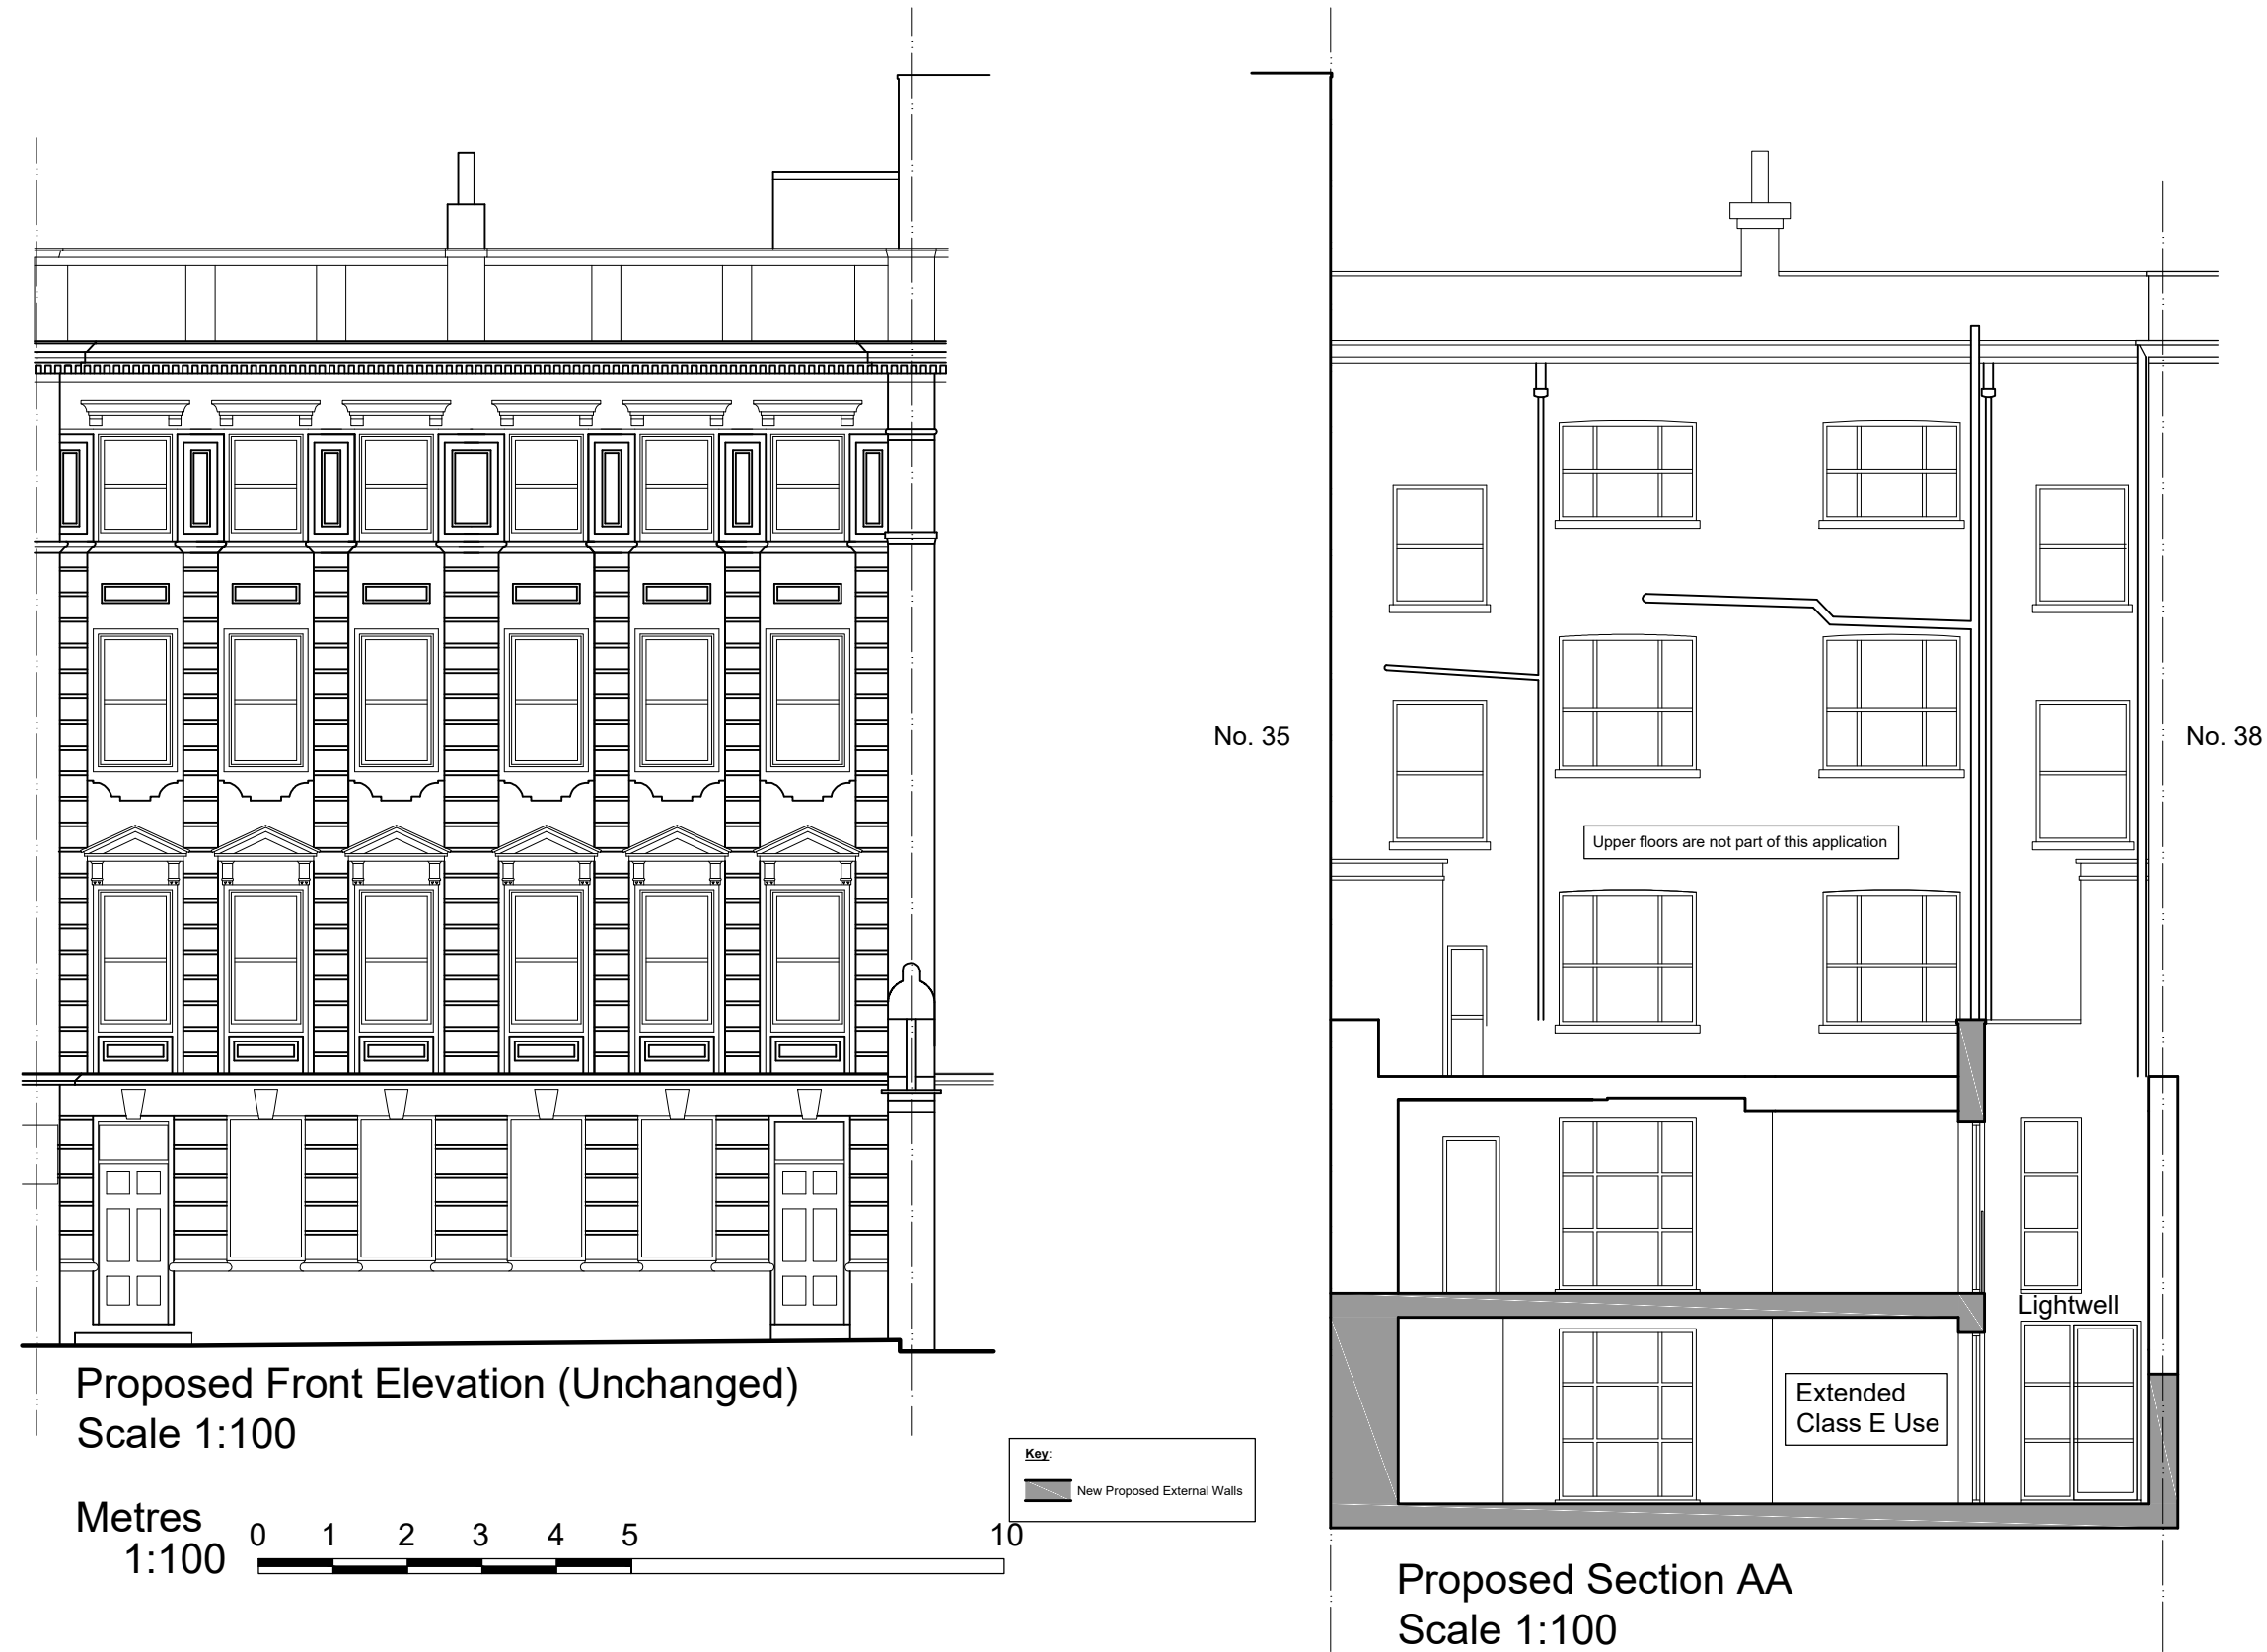 No. 35
No. 38
Upper floors are not part of this application
Lightwell
Extended
Class E Use
Proposed Front Elevation (Unchanged)
Scale 1:100
Key:
New Proposed External Walls
Metres
1:100
0 1 2 3 4 5 10
Proposed Section AA
Scale 1:100